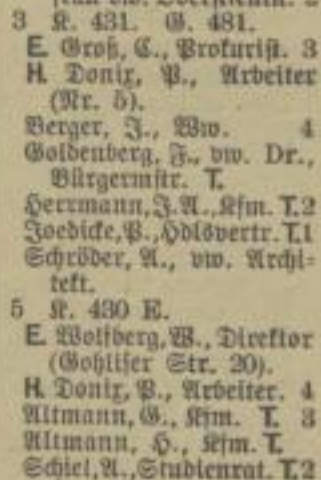 3 K. 431. G. 481.
E. Groß, C., Prokurist. 3
H. Donix, P., Arbeiter
(Nr. 5).
Berger, J., Ww. 4
Goldenberg, F., vw. Dr.,
Bürgermstr. T.
Herrmann, J.A., Kfm. T. 2
Joedicke, P., Hdlsvertr. T. 1
Schröder, A., vw. Archi-
tekt.
5 K. 430 E.
E. Wolfberg, W., Direktor
(Gohliser Str. 20).
H. Donix, P., Arbeiter. 4
Altmann, G., Kfm. T. 3
Altmann, H., Kfm. T.
Schiel, A., Studienrat. T. 2